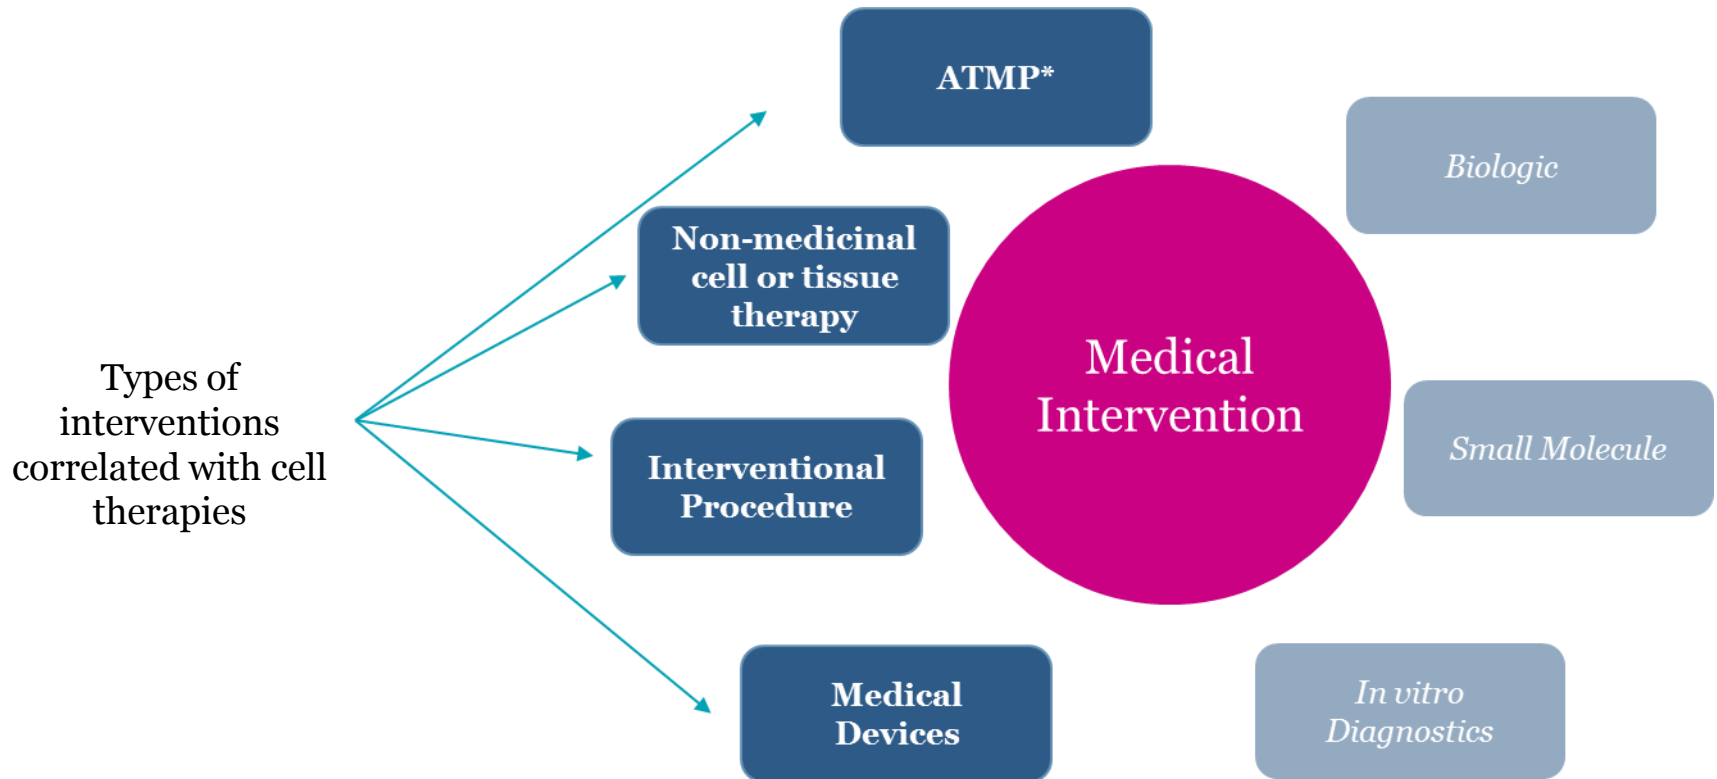 Types of
interventions
correlated with cell
therapies
ATMP*
Non-medicinal
cell or tissue
therapy
Interventional
Procedure
Medical
Devices
Medical
Intervention
Biologic
Small Molecule
In vitro
Diagnostics